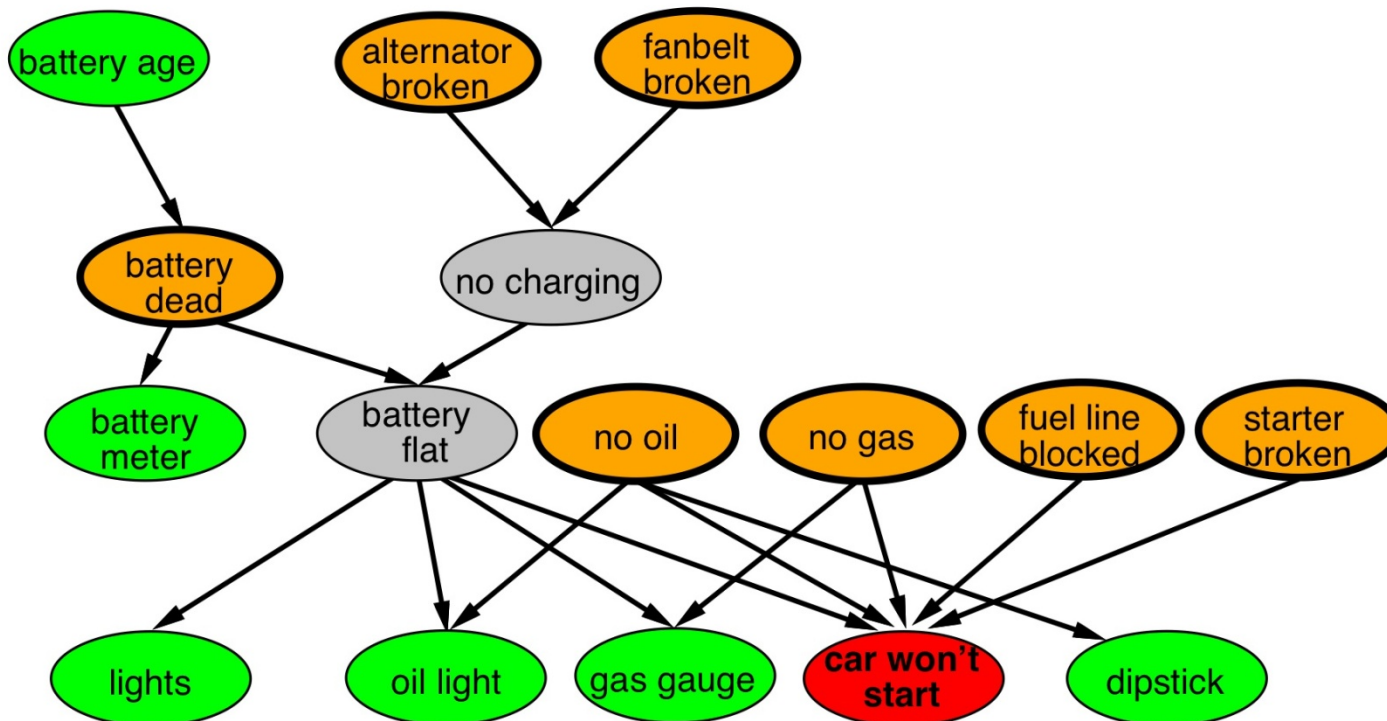 battery age
alternator
broken
fanbelt
broken
battery
dead
no charging
battery
meter
battery
flat
no oil
no gas
fuel line
blocked
starter
broken
lights
oil light
gas gauge
car won't
start
dipstick